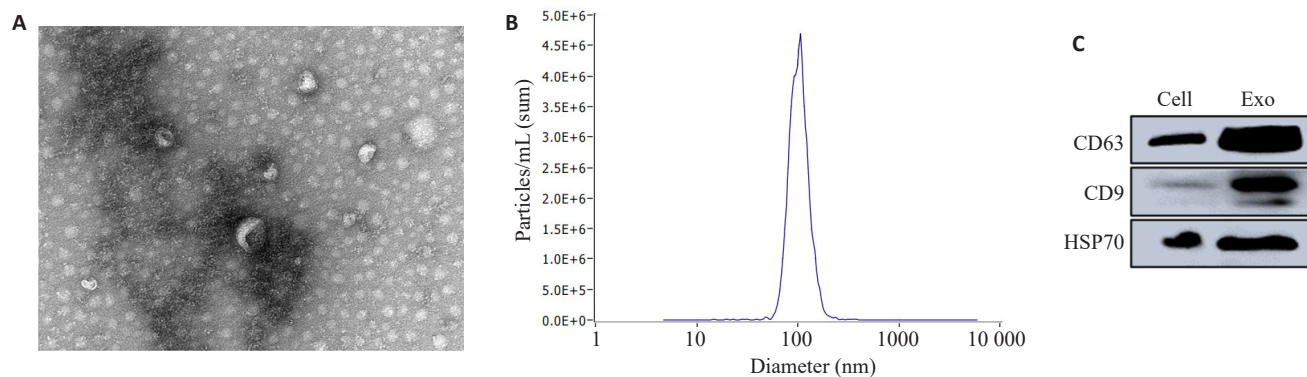 A
B
Particles/mL (sum)
5.0E+6
4.5E+6
4.0E+6
3.5E+6
3.0E+6
2.5E+6
2.0E+6
1.5E+6
1.0E+6
5.0E+5
0.0E+0
1 10 100 1000 10 000
Diameter (nm)
C
Cell Exo
CD63
CD9
HSP70